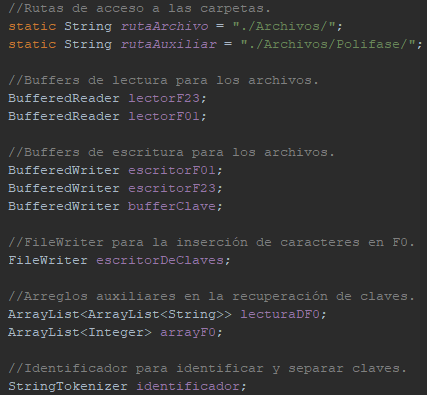 //Rutas de acceso a las carpetas.
static String rutaArchivo = "./Archivos/";
static String rutaAuxiliar = "./Archivos/Polifase/";
//Buffers de lectura para los archivos.
BufferedReader lectorF23;
BufferedReader lectorF01;
//Buffers de escritura para los archivos.
BufferedWriter escritorF01;
BufferedWriter escritorF23;
BufferedWriter bufferClave;
//FileWriter para la inserción de caracteres en F0.
FileWriter escritorDeClaves;
//Arreglos auxiliares en la recuperación de claves.
ArrayList<ArrayList<String>> lecturaDF0;
ArrayList<Integer> arrayF0;
//Identificador para identificar y separar claves.
StringTokenizer identificador;